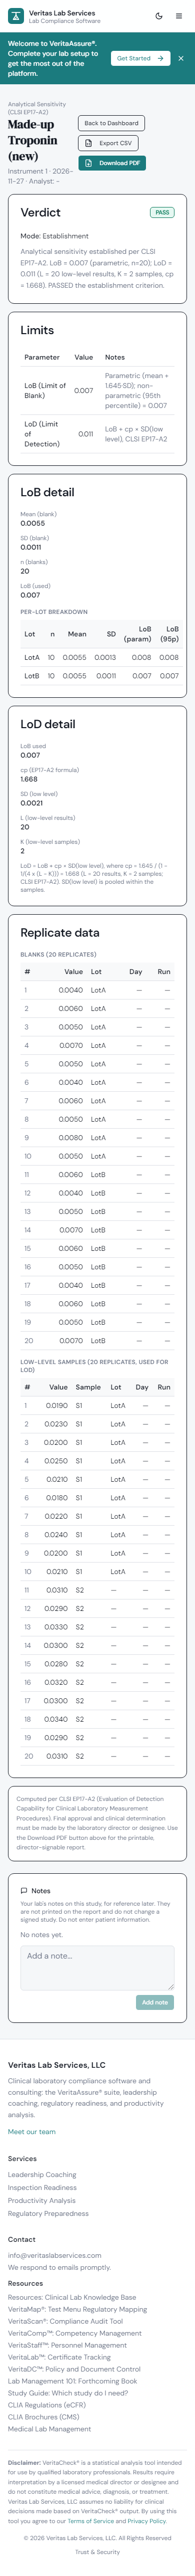 Veritas Lab Services
Lab Compliance Software
Welcome to VeritaAssure®.
Complete your lab setup to
get the most out of the
platform.
Get Started
Analytical Sensitivity
(CLSI EP17-A2)
Made-up
Troponin
(new)
Instrument 1 · 2026-
11-27 · Analyst: -
Back to Dashboard
Export CSV
Download PDF
Verdict
PASS
Mode: Establishment
Analytical sensitivity established per CLSI
EP17-A2. LoB = 0.007 (parametric, n=20); LoD =
0.011 (L = 20 low-level results, K = 2 samples, cp
= 1.668). PASSED the establishment criterion.
Limits
Parameter Value Notes
LoB (Limit of Blank) 0.007 Parametric (mean + 1.645·SD); non-parametric (95th percentile) = 0.007
LoD (Limit of Detection) 0.011 LoB + cp × SD(low level), CLSI EP17-A2
LoB detail
Mean (blank)
0.0055
SD (blank)
0.0011
n (blanks)
20
LoB (used)
0.007
PER-LOT BREAKDOWN
Lot n Mean SD LoB (param) LoB (95p)
LotA 10 0.0055 0.0013 0.008 0.008
LotB 10 0.0055 0.0011 0.007 0.007
LoD detail
LoB used
0.007
cp (EP17-A2 formula)
1.668
SD (low level)
0.0021
L (low-level results)
20
K (low-level samples)
2
LoD = LoB + cp × SD(low level), where cp = 1.645 / (1 −
1/(4 x (L − K))) = 1.668 (L = 20 results, K = 2 samples;
CLSI EP17-A2). SD(low level) is pooled within the
samples.
Replicate data
BLANKS (20 REPLICATES)
# Value Lot Day Run
1 0.0040 LotA — —
2 0.0060 LotA — —
3 0.0050 LotA — —
4 0.0070 LotA — —
5 0.0050 LotA — —
6 0.0040 LotA — —
7 0.0060 LotA — —
8 0.0050 LotA — —
9 0.0080 LotA — —
10 0.0050 LotA — —
11 0.0060 LotB — —
12 0.0040 LotB — —
13 0.0050 LotB — —
14 0.0070 LotB — —
15 0.0060 LotB — —
16 0.0050 LotB — —
17 0.0040 LotB — —
18 0.0060 LotB — —
19 0.0050 LotB — —
20 0.0070 LotB — —
LOW-LEVEL SAMPLES (20 REPLICATES, USED FOR
LOD)
# Value Sample Lot Day Run
1 0.0190 S1 LotA — —
2 0.0230 S1 LotA — —
3 0.0200 S1 LotA — —
4 0.0250 S1 LotA — —
5 0.0210 S1 LotA — —
6 0.0180 S1 LotA — —
7 0.0220 S1 LotA — —
8 0.0240 S1 LotA — —
9 0.0200 S1 LotA — —
10 0.0210 S1 LotA — —
11 0.0310 S2 — — —
12 0.0290 S2 — — —
13 0.0330 S2 — — —
14 0.0300 S2 — — —
15 0.0280 S2 — — —
16 0.0320 S2 — — —
17 0.0300 S2 — — —
18 0.0340 S2 — — —
19 0.0290 S2 — — —
20 0.0310 S2 — — —
Computed per CLSI EP17-A2 (Evaluation of Detection
Capability for Clinical Laboratory Measurement
Procedures). Final approval and clinical determination
must be made by the laboratory director or designee. Use
the Download PDF button above for the printable,
director-signable report.
Notes
Your lab's notes on this study, for reference later. They
are not printed on the report and do not change a
signed study. Do not enter patient information.
No notes yet.
Add a note...
Add note
Veritas Lab Services, LLC
Clinical laboratory compliance software and
consulting: the VeritaAssure® suite, leadership
coaching, regulatory readiness, and productivity
analysis.
Meet our team
Services
Leadership Coaching
Inspection Readiness
Productivity Analysis
Regulatory Preparedness
Contact
info@veritaslabservices.com
We respond to emails promptly.
Resources
Resources: Clinical Lab Knowledge Base
VeritaMap®: Test Menu Regulatory Mapping
VeritaScan®: Compliance Audit Tool
VeritaComp™: Competency Management
VeritaStaff™: Personnel Management
VeritaLab™: Certificate Tracking
VeritaDC™: Policy and Document Control
Lab Management 101: Forthcoming Book
Study Guide: Which study do I need?
CLIA Regulations (eCFR)
CLIA Brochures (CMS)
Medical Lab Management
Disclaimer: VeritaCheck® is a statistical analysis tool intended
for use by qualified laboratory professionals. Results require
interpretation by a licensed medical director or designee and do
not constitute medical advice, diagnosis, or treatment.
Veritas Lab Services, LLC assumes no liability for clinical
decisions made based on VeritaCheck® output. By using this
tool you agree to our Terms of Service and Privacy Policy.
© 2026 Veritas Lab Services, LLC. All Rights Reserved
Trust & Security